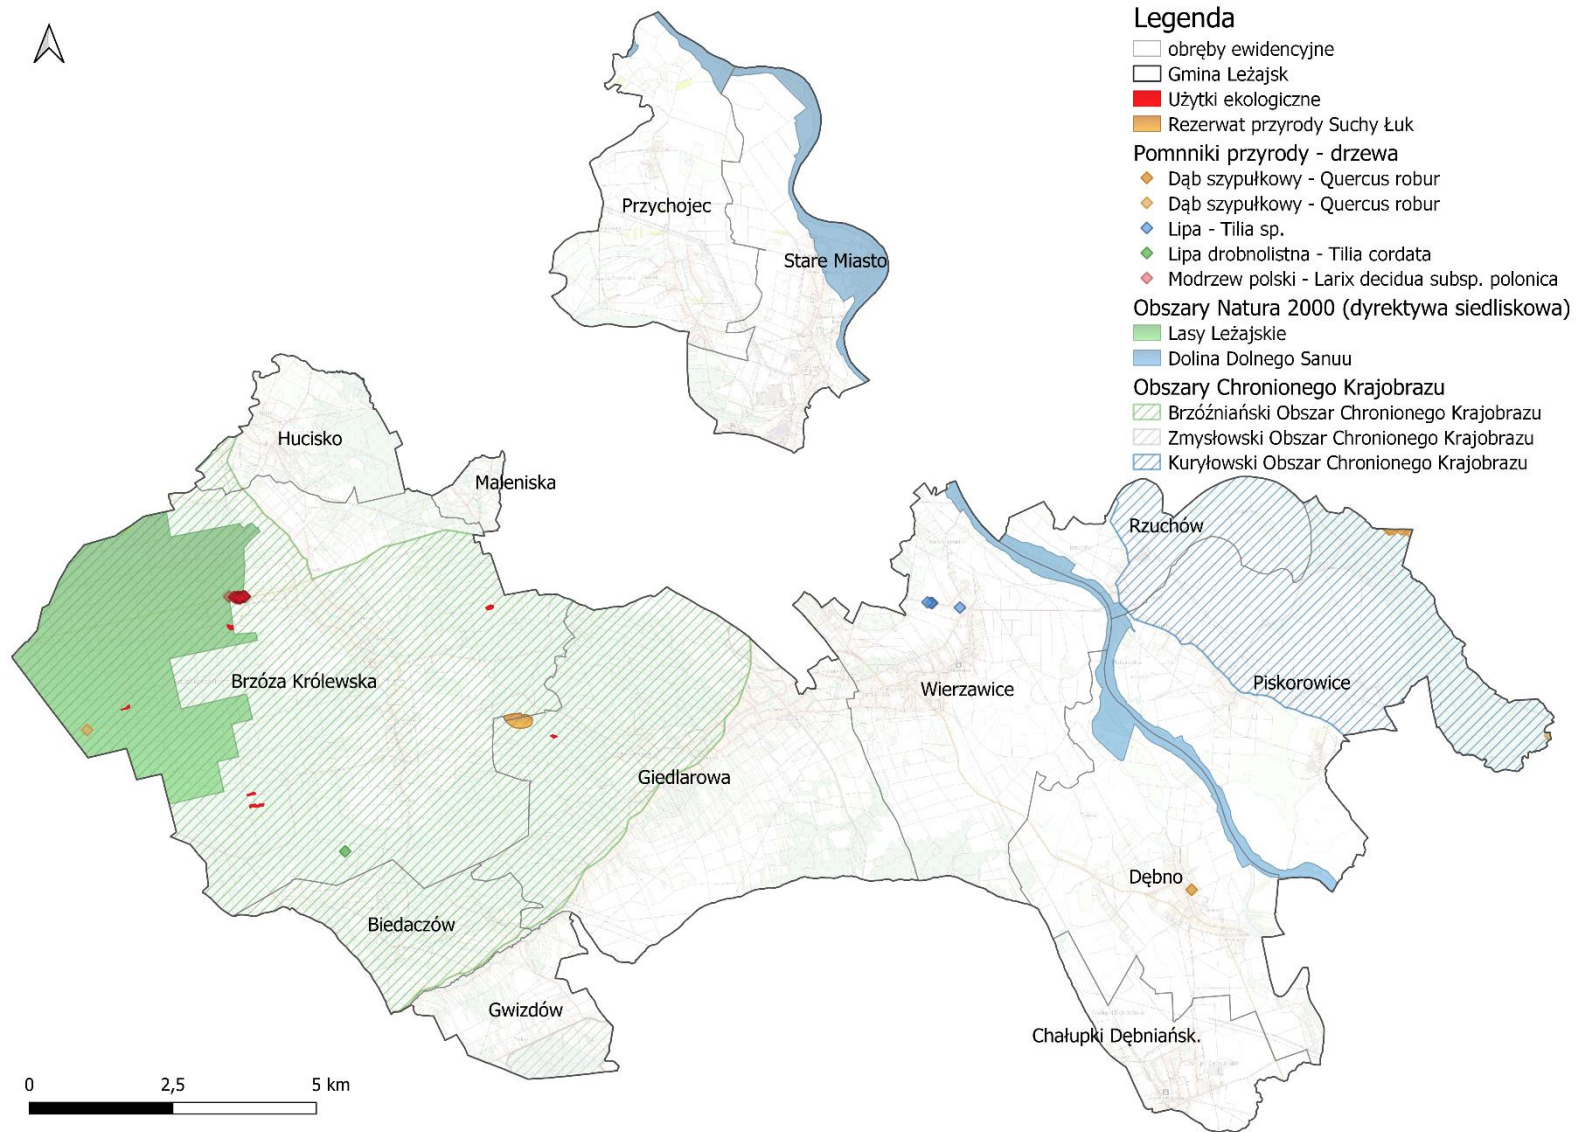 Legenda
obręby ewidencyjne
Gmina Leżajsk
Użytki ekologiczne
Rezerwat przyrody Suchy Łuk
Pomnniki przyrody - drzewa
Dąb szypułkowy - Quercus robur
Dąb szypułkowy - Quercus robur
Lipa - Tilia sp.
Lipa drobnolistna - Tilia cordata
Modrzew polski - Larix decidua subsp. polonica
Obszary Natura 2000 (dyrektywa siedliskowa)
Lasy Leżajskie
Dolina Dolnego Sanuu
Obszary Chronionego Krajobrazu
Brzóźniański Obszar Chronionego Krajobrazu
Zmysłowski Obszar Chronionego Krajobrazu
Kuryłowski Obszar Chronionego Krajobrazu
Przychojec
Stare Miasto
Hucisko
Maleniska
Rzuchów
Brzóza Królewska
Wierzawice
Piskorowice
Giedlarowa
Dębno
Biedaczów
Gwizdów
Chałupki Dębniańsk.
0 2,5 5 km